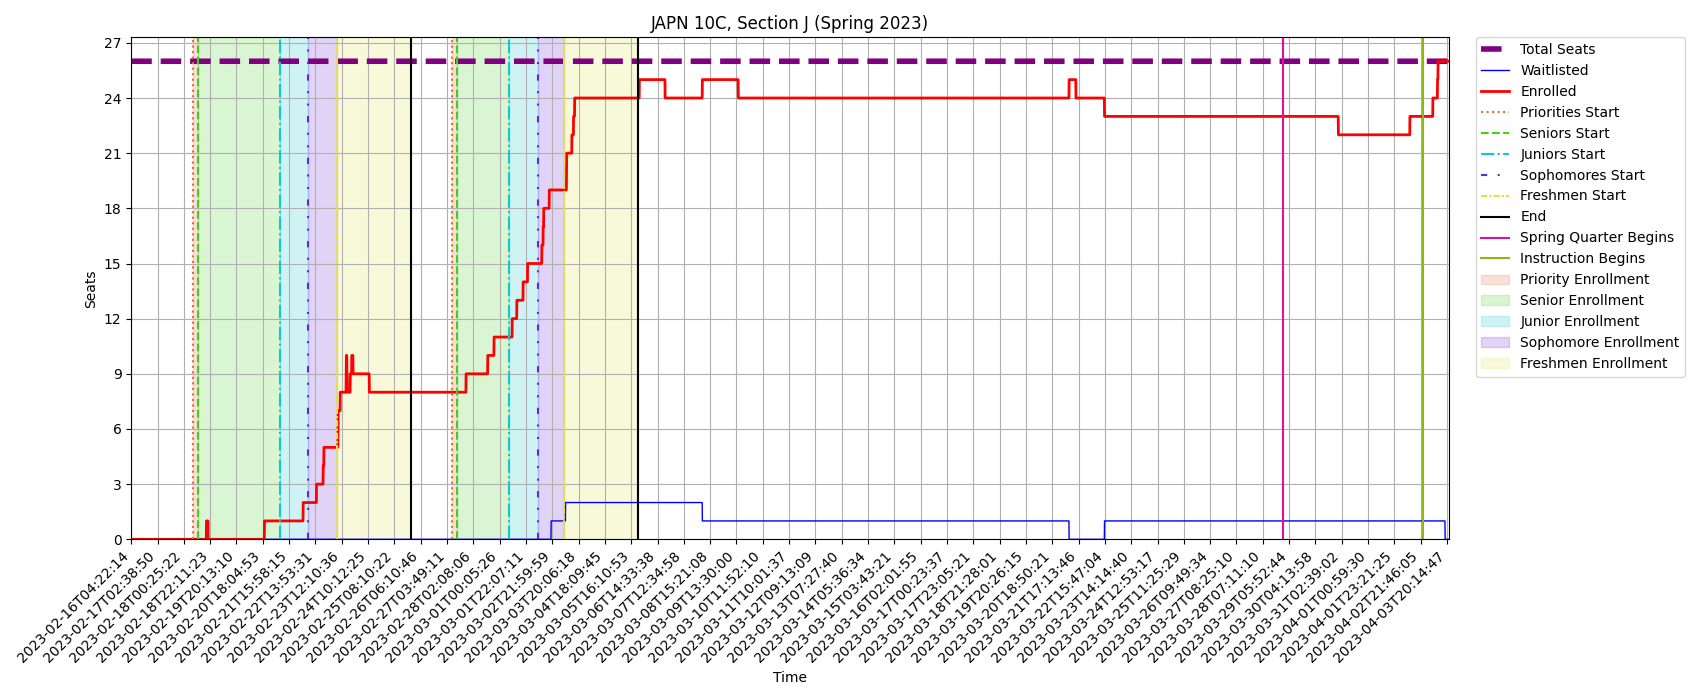 JAPN 10C, Section J (Spring 2023)
27
24
21
18
15
12
9
6
3
0
Seats
2023-02-16T04:22:14
2023-02-17T02:38:50
2023-02-18T00:25:22
2023-02-18T22:11:23
2023-02-19T20:13:10
2023-02-20T18:04:53
2023-02-21T15:58:15
2023-02-22T13:53:31
2023-02-23T12:10:36
2023-02-24T10:12:25
2023-02-25T08:10:22
2023-02-26T06:10:46
2023-02-27T03:49:11
2023-02-28T02:08:06
2023-03-01T00:05:26
2023-03-01T22:07:11
2023-03-02T21:59:59
2023-03-03T20:06:18
2023-03-04T18:09:45
2023-03-05T16:10:53
2023-03-06T14:33:38
2023-03-07T12:34:58
2023-03-08T15:21:08
2023-03-09T13:30:00
2023-03-10T11:52:10
2023-03-11T10:01:37
2023-03-12T09:13:09
2023-03-13T07:27:40
2023-03-14T05:36:34
2023-03-15T03:43:21
2023-03-16T02:01:55
2023-03-17T00:23:37
2023-03-17T23:05:21
2023-03-18T21:28:01
2023-03-19T20:26:15
2023-03-20T18:50:21
2023-03-21T17:13:46
2023-03-22T15:47:04
2023-03-23T14:14:40
2023-03-24T12:53:17
2023-03-25T11:25:29
2023-03-26T09:49:34
2023-03-27T08:25:10
2023-03-28T07:11:10
2023-03-29T05:52:44
2023-03-30T04:13:58
2023-03-31T02:39:02
2023-04-01T00:59:30
2023-04-01T23:21:25
2023-04-02T21:46:05
2023-04-03T20:14:47
Time
Total Seats
Waitlisted
Enrolled
Priorities Start
Seniors Start
Juniors Start
Sophomores Start
Freshmen Start
End
Spring Quarter Begins
Instruction Begins
Priority Enrollment
Senior Enrollment
Junior Enrollment
Sophomore Enrollment
Freshmen Enrollment